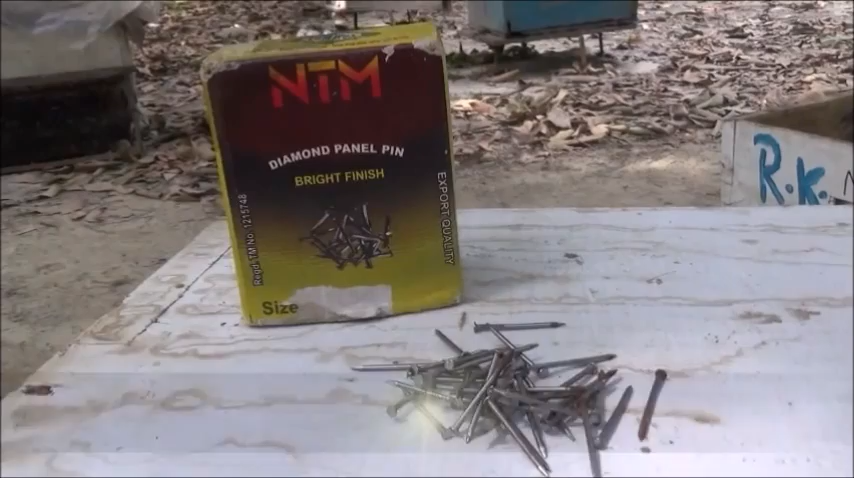 NTM
DIAMOND PANEL PIN
BRIGHT FINISH
Regd. TM No. 1215748
EXPORT QUALITY
Size
R.K.